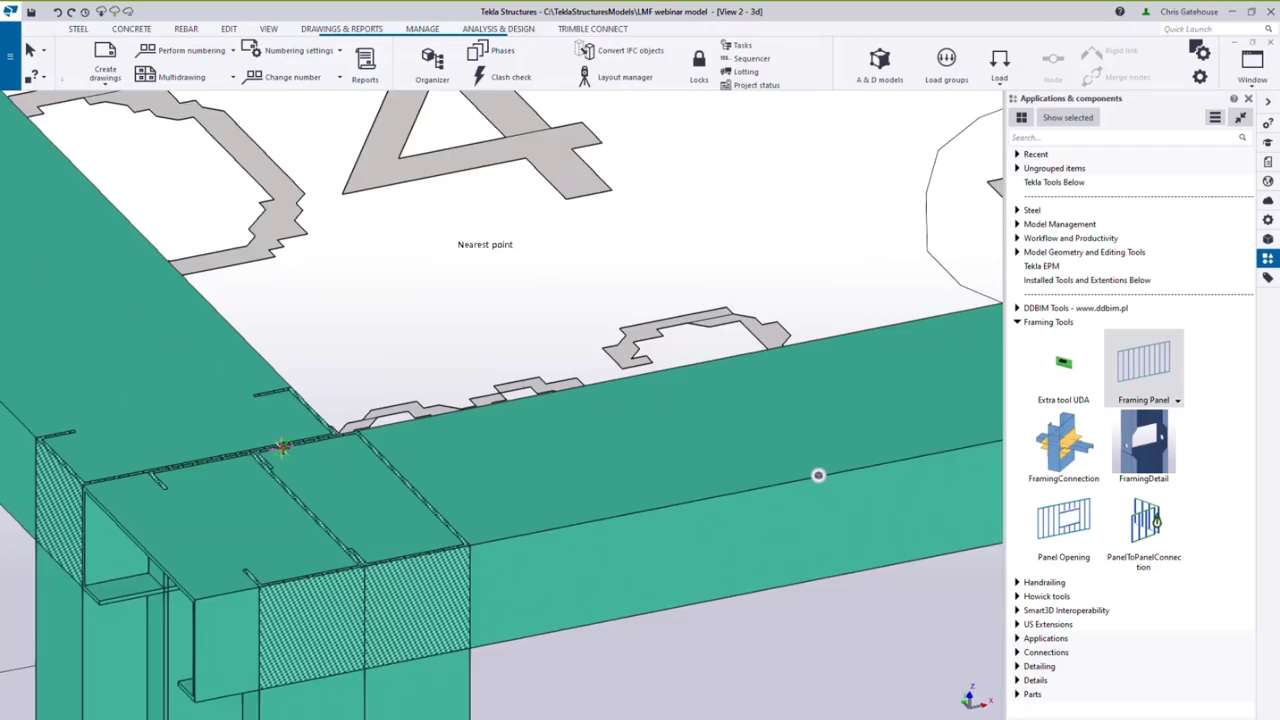 Tekla Structures - C:\TeklaStructuresModels\LMF webinar model - [View 2 - 3d]
Chris Gatehouse
STEEL CONCRETE REBAR EDIT VIEW DRAWINGS & REPORTS MANAGE ANALYSIS & DESIGN TRIMBLE CONNECT
Quick Launch
Create drawings
Perform numbering
Multidrawing
Numbering settings
Change number
Reports
Organizer
Phases
Clash check
Convert IFC objects
Layout manager
Locks
Tasks
Sequencer
Lotting
Project status
A & D models
Load groups
Load
Node
Rigid link
Merge nodes
Window
Applications & components
Show selected
Search...
Recent
Ungrouped items
Tekla Tools Below
Steel
Model Management
Workflow and Productivity
Model Geometry and Editing Tools
Tekla EPM
Installed Tools and Extentions Below
DDBIM Tools - www.ddbim.pl
Framing Tools
Extra tool UDA
Framing Panel
FramingConnection
FramingDetail
Panel Opening
PanelToPanelConnec
tion
Handrailing
Howick tools
Smart3D Interoperability
US Extensions
Applications
Connections
Detailing
Details
Parts
4
Nearest point
z
x